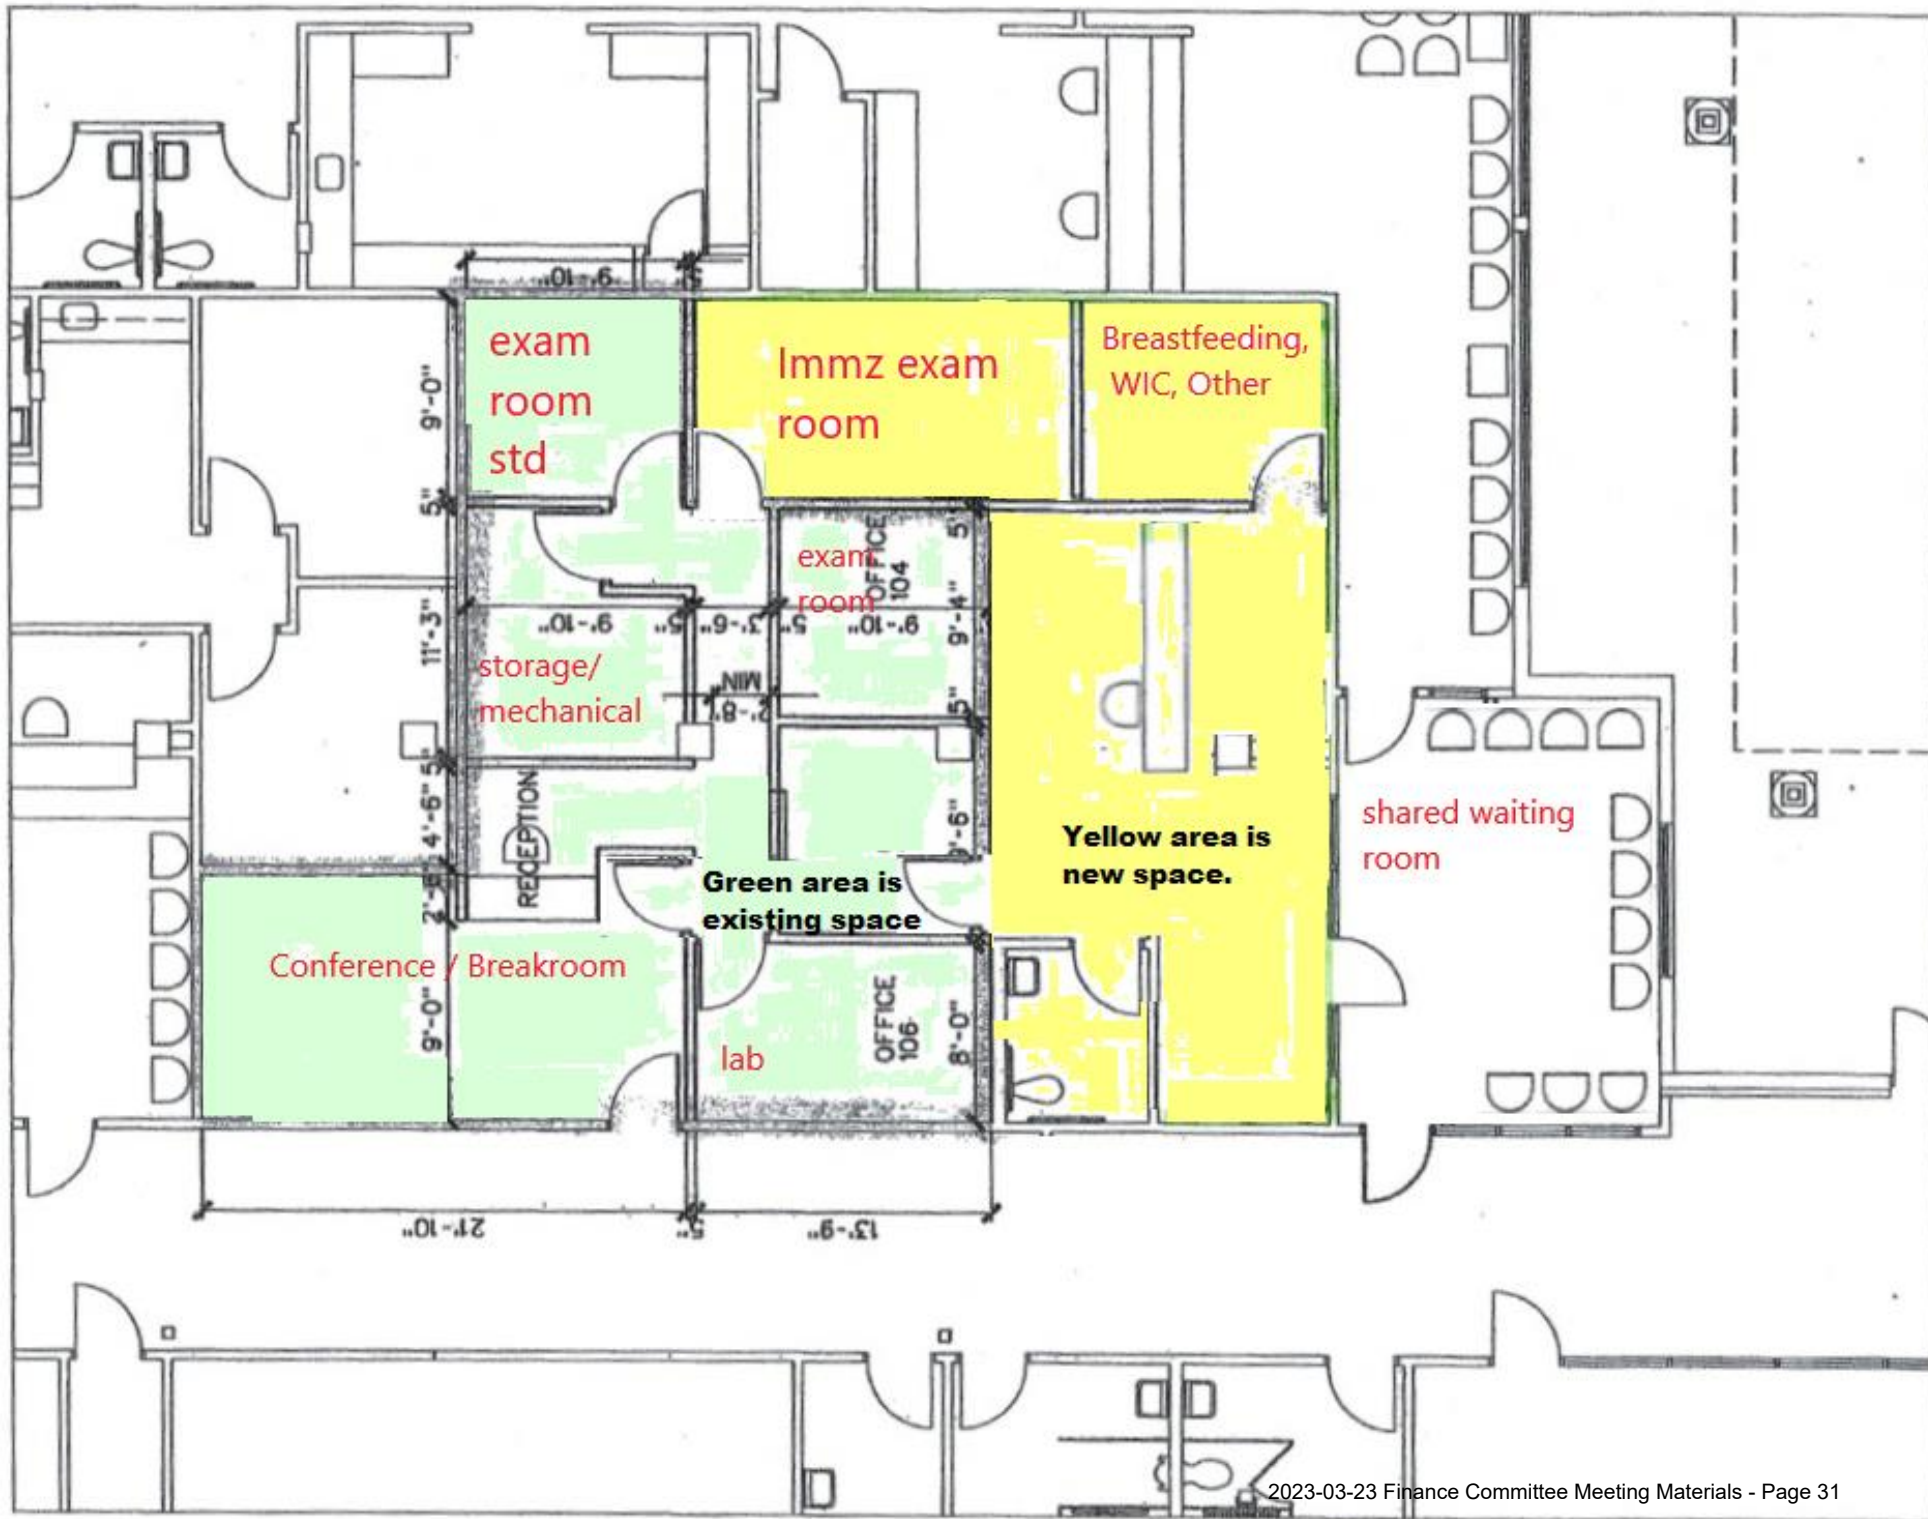 9'-10"
5"
exam
room
std
Immz exam
room
Breastfeeding,
WIC, Other
9'-0"
5"
exam
room
OFFICE
104
5"
11'-3"
9'-10"
5"
3'-6"
5"
9'-10"
9'-4"
storage/
mechanical
MIN
2'-8"
5"
5"
4'-6"
RECEPTION
shared waiting
room
Yellow area is
new space.
Green area is
existing space
2'-6"
Conference / Breakroom
9'-0"
lab
OFFICE
106
8'-0"
21'-10"
5"
13'-9"
2023-03-23 Finance Committee Meeting Materials - Page 31